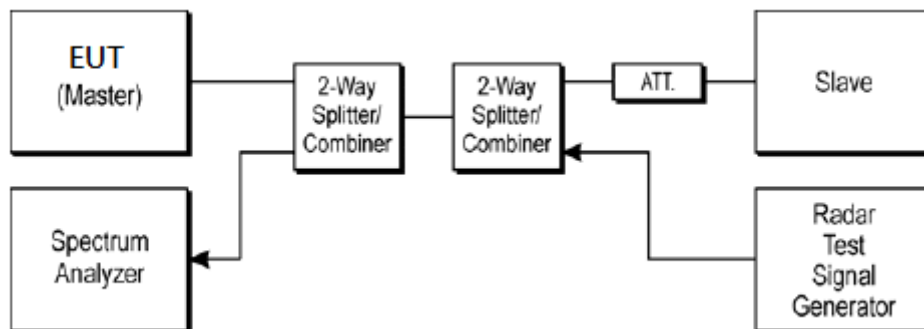 EUT
(Master)
2-Way
Splitter/
Combiner
2-Way
Splitter/
Combiner
ATT.
Slave
Spectrum
Analyzer
Radar
Test
Signal
Generator